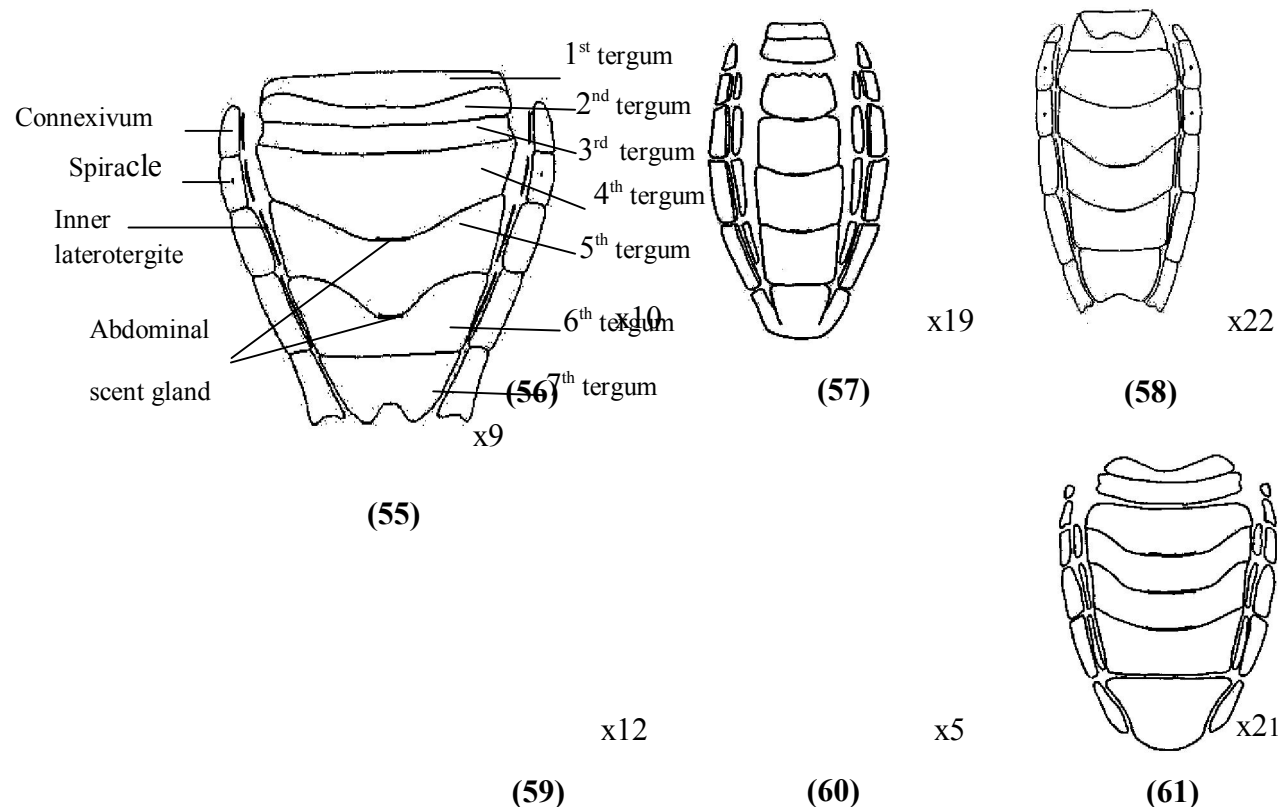 1st tergum
2nd tergum
3rd tergum
4th tergum
5th tergum
6th tergum
7th tergum
Connexivum
Spiracle
Inner
laterotergite
Abdominal
scent gland
x9
(55)
x10
(56)
x19
(57)
x22
(58)
x12
(59)
x5
(60)
x21
(61)